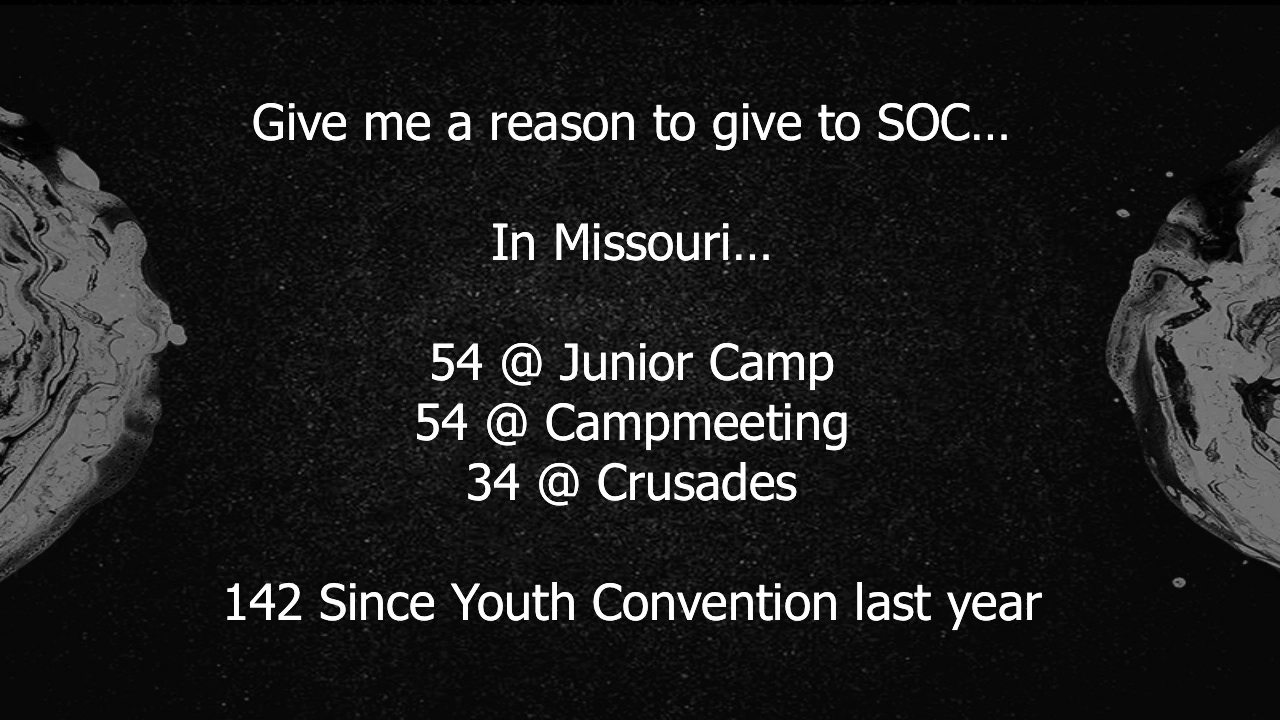 Give me a reason to give to SOC...
In Missouri...
54 @ Junior Camp
54 @ Campmeeting
34 @ Crusades
142 Since Youth Convention last year